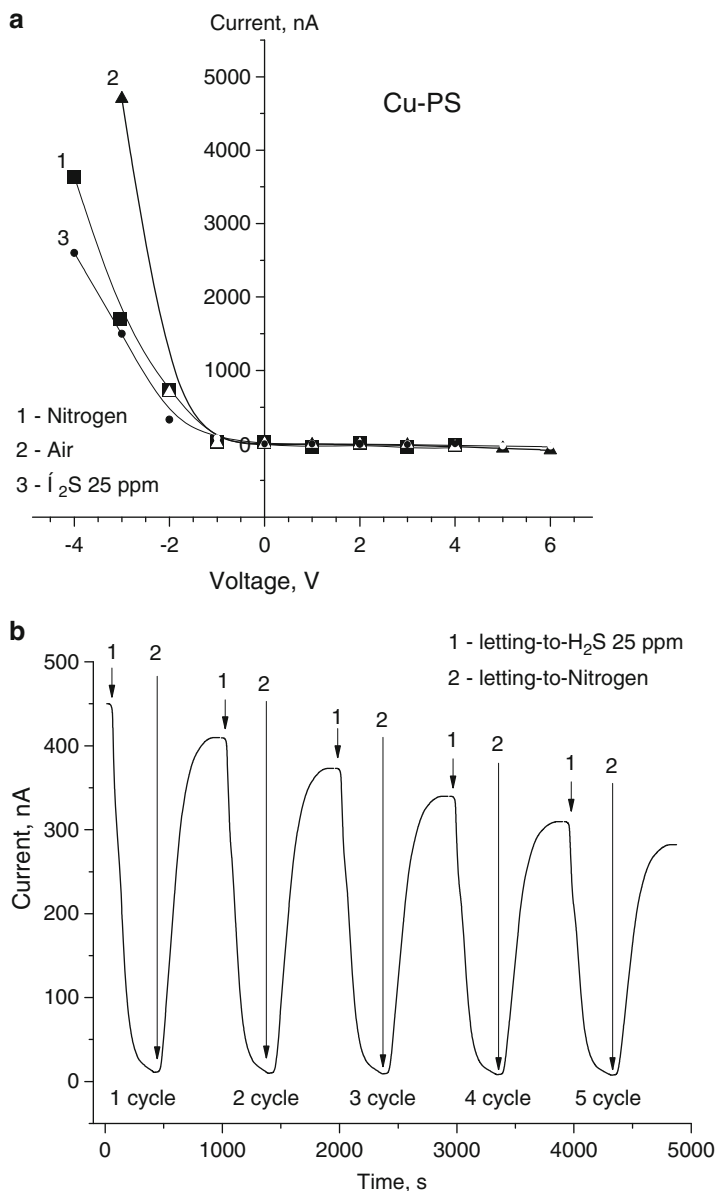 a
Current, nA
5000
4000
3000
2000
1000
0
2
1
3
Cu-PS
1 - Nitrogen
2 - Air
3 - Í ₂S 25 ppm
-4 -2 0 2 4 6
Voltage, V
b
1 - letting-to-H₂S 25 ppm
2 - letting-to-Nitrogen
1 2 1 2 1 2 1 2 1 2
500
400
300
200
100
0
Current, nA
1 cycle 2 cycle 3 cycle 4 cycle 5 cycle
0 1000 2000 3000 4000 5000
Time, s